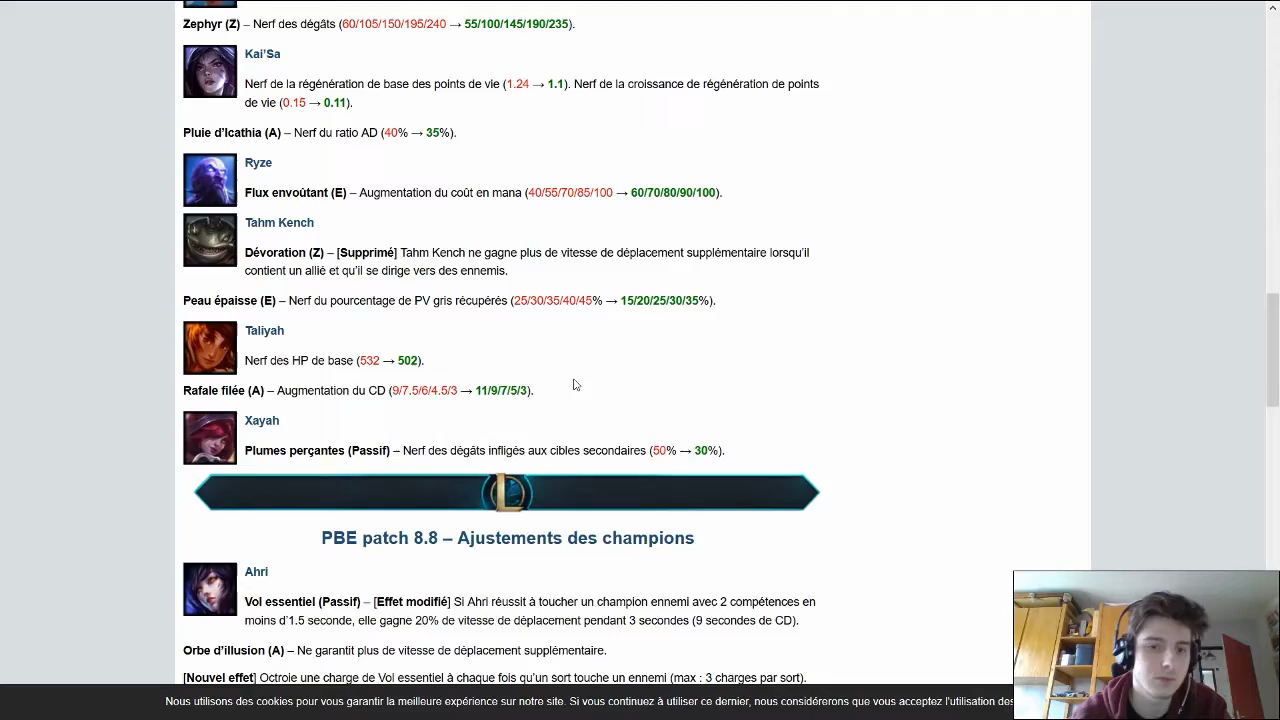 Zephyr (Z) – Nerf des dégâts (60/105/150/195/240 → 55/100/145/190/235).
Kai'Sa
Nerf de la régénération de base des points de vie (1.24 → 1.1). Nerf de la croissance de régénération de points
de vie (0.15 → 0.11).
Pluie d'Icathia (A) – Nerf du ratio AD (40% → 35%).
Ryze
Flux envoûtant (E) – Augmentation du coût en mana (40/55/70/85/100 → 60/70/80/90/100).
Tahm Kench
Dévoration (Z) – [Supprimé] Tahm Kench ne gagne plus de vitesse de déplacement supplémentaire lorsqu'il
contient un allié et qu'il se dirige vers des ennemis.
Peau épaisse (E) – Nerf du pourcentage de PV gris récupérés (25/30/35/40/45% → 15/20/25/30/35%).
Taliyah
Nerf des HP de base (532 → 502).
Rafale filée (A) – Augmentation du CD (9/7.5/6/4.5/3 → 11/9/7/5/3).
Xayah
Plumes perçantes (Passif) – Nerf des dégâts infligés aux cibles secondaires (50% → 30%).
PBE patch 8.8 – Ajustements des champions
Ahri
Vol essentiel (Passif) – [Effet modifié] Si Ahri réussit à toucher un champion ennemi avec 2 compétences en
moins d'1.5 seconde, elle gagne 20% de vitesse de déplacement pendant 3 secondes (9 secondes de CD).
Orbe d'illusion (A) – Ne garantit plus de vitesse de déplacement supplémentaire.
[Nouvel effet] Octroie une charge de Vol essentiel à chaque fois qu'un sort touche un ennemi (max : 3 charges par sort).
Nous utilisons des cookies pour vous garantir la meilleure expérience sur notre site. Si vous continuez à utiliser ce dernier, nous considérerons que vous acceptez l'utilisation des